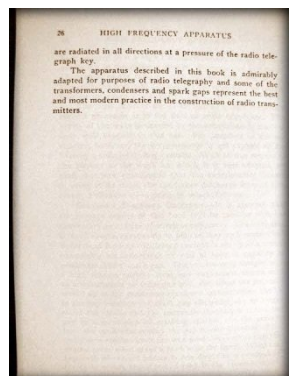 26 HIGH FREQUENCY APPARATUS
are radiated in all directions at a pressure of the radio tele-
graph key.
The apparatus described in this book is admirably
adapted for purposes of radio telegraphy and some of the
transformers, condensers and spark gaps represent the best
and most modern practice in the construction of radio trans-
mitters.